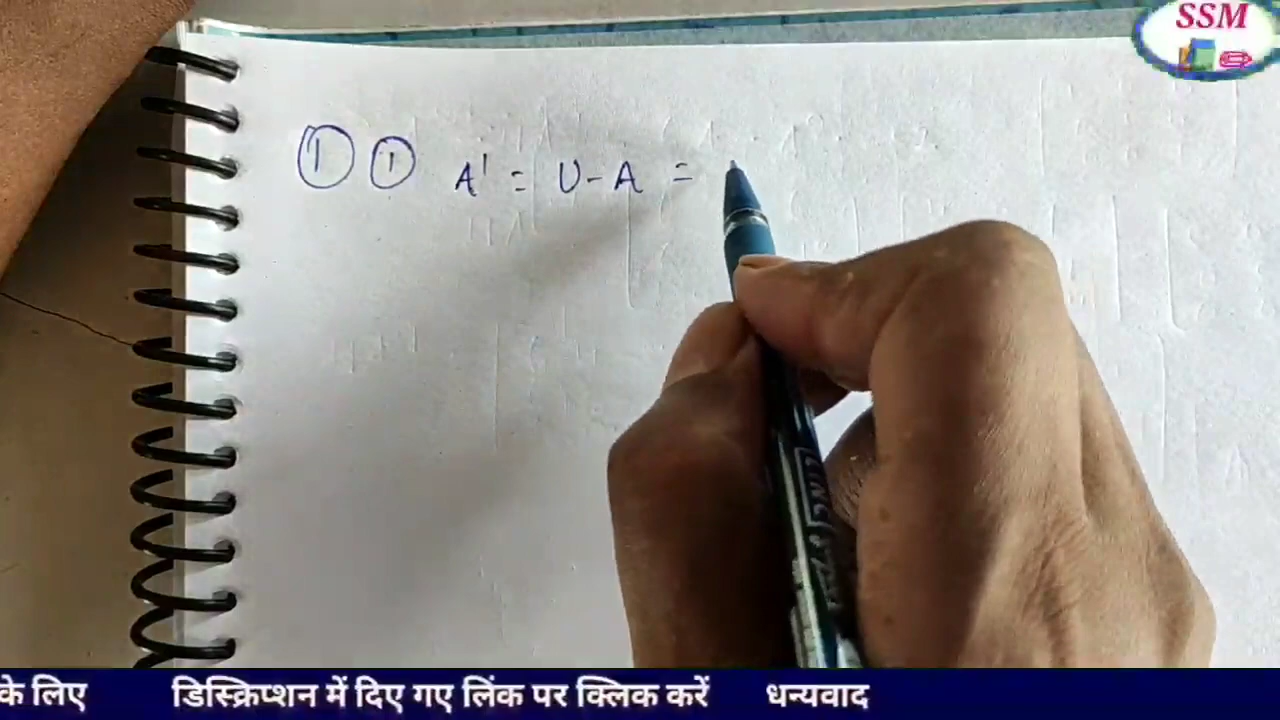 SSM
① ① A' = U - A =
के लिए डिस्क्रिप्शन में दिए गए लिंक पर क्लिक करें धन्यवाद